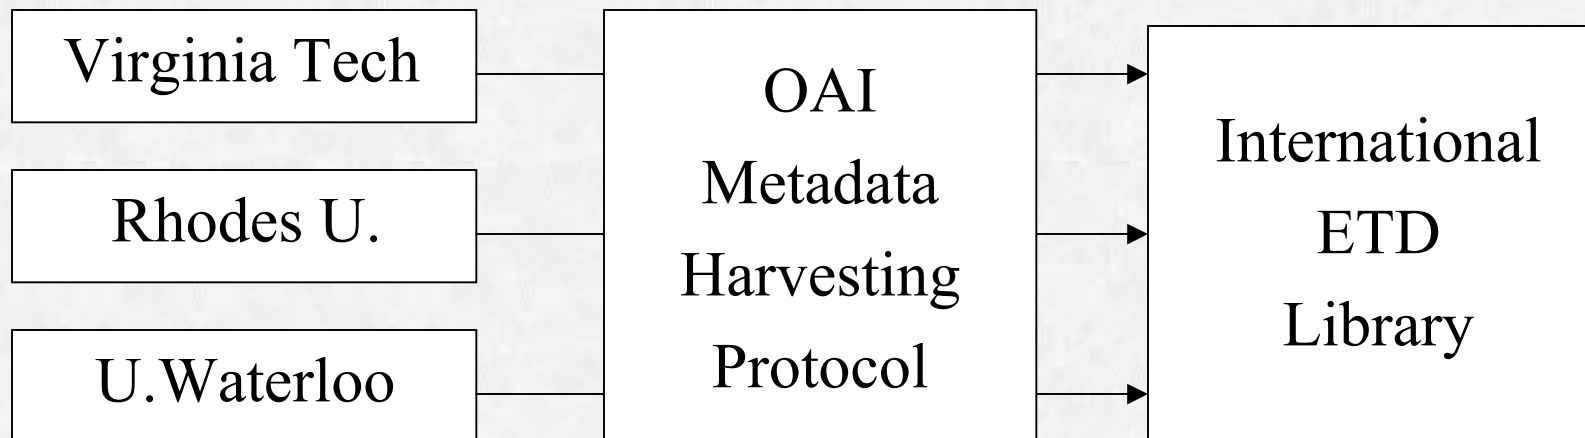 Virginia Tech
Rhodes U.
U.Waterloo
OAI
Metadata
Harvesting
Protocol
International
ETD
Library